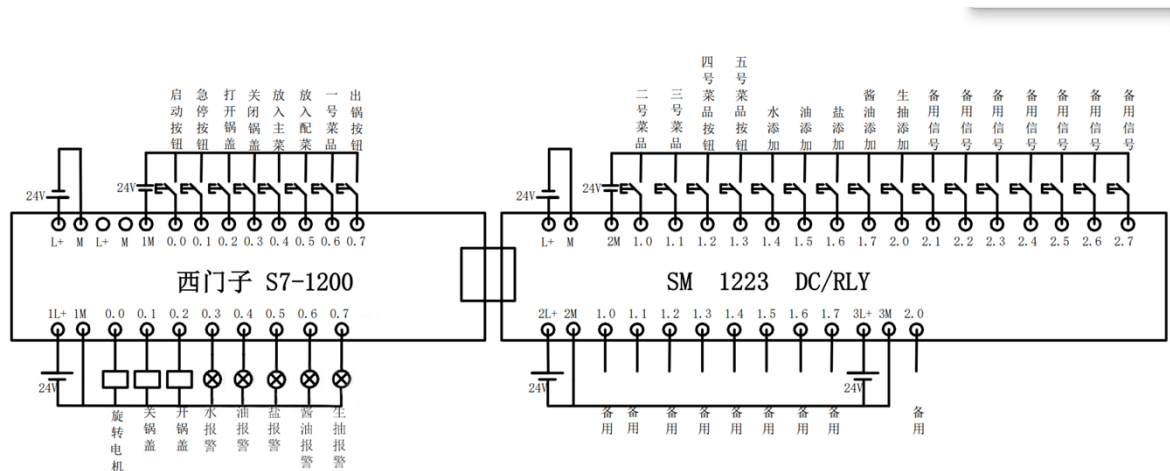 启动按钮
急停按钮
打开锅盖
关闭锅盖
放入主菜
放入配菜
一号菜品
出锅按钮
二号菜品
三号菜品
四号菜品按钮
五号菜品按钮
水添加
油添加
盐添加
酱油添加
生抽添加
备用信号
备用信号
备用信号
备用信号
备用信号
备用信号
备用信号
24V
24V
24V
24V
L+ M L+ M 1M 0.0 0.1 0.2 0.3 0.4 0.5 0.6 0.7
L+ M 2M 1.0 1.1 1.2 1.3 1.4 1.5 1.6 1.7 2.0 2.1 2.2 2.3 2.4 2.5 2.6 2.7
西门子 S7-1200
SM 1223 DC/RLY
1L+ 1M 0.0 0.1 0.2 0.3 0.4 0.5 0.6 0.7
2L+ 2M 1.0 1.1 1.2 1.3 1.4 1.5 1.6 1.7 3L+ 3M 2.0
24V
24V
24V
旋转电机
关锅盖
开锅盖
水报警
油报警
盐报警
酱油报警
生抽报警
备用
备用
备用
备用
备用
备用
备用
备用
备用